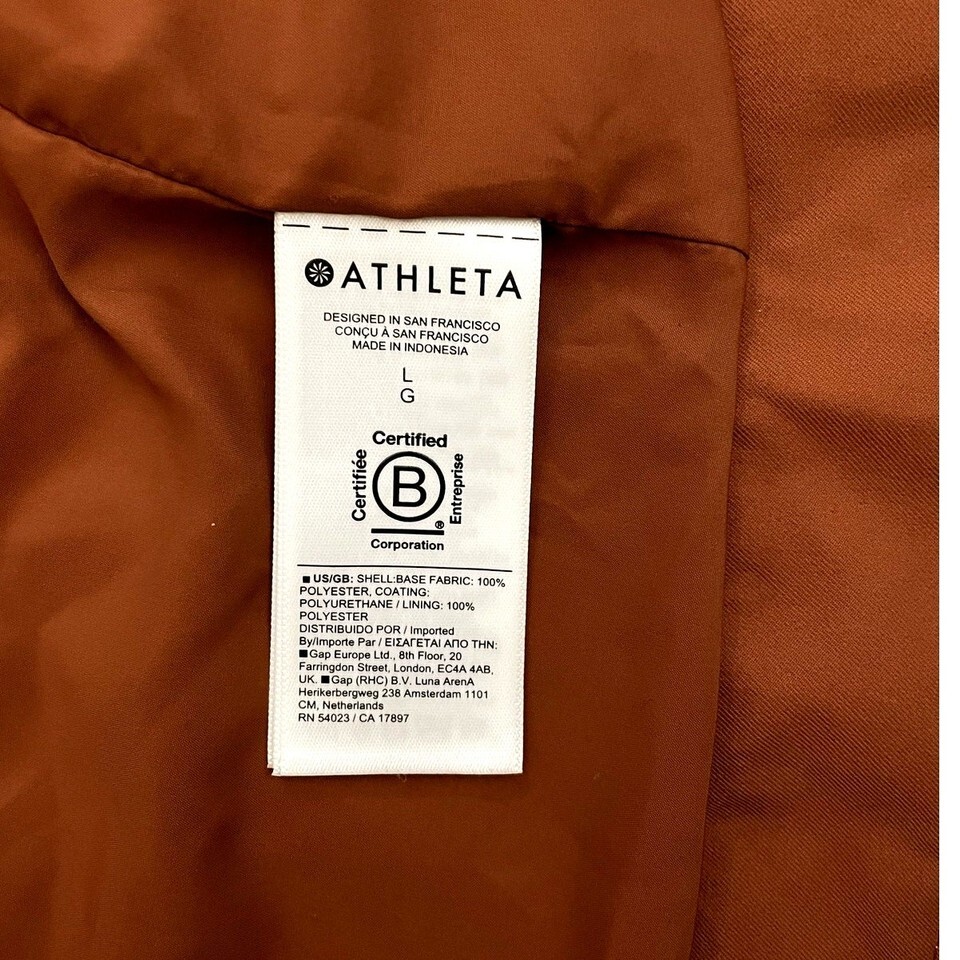 ATHLETA
DESIGNED IN SAN FRANCISCO
CONÇU À SAN FRANCISCO
MADE IN INDONESIA
L
G
Certified
Certifiée
B
Entreprise
®
Corporation
■ US/GB: SHELL:BASE FABRIC: 100%
POLYESTER, COATING:
POLYURETHANE / LINING: 100%
POLYESTER
DISTRIBUIDO POR / Imported
By/Importe Par / ΕΙΣΑΓΕΤΑΙ ΑΠΟ ΤΗΝ:
■Gap Europe Ltd., 8th Floor, 20
Farringdon Street, London, EC4A 4AB,
UK. ■Gap (RHC) B.V. Luna ArenA
Herikerbergweg 238 Amsterdam 1101
CM, Netherlands
RN 54023 / CA 17897